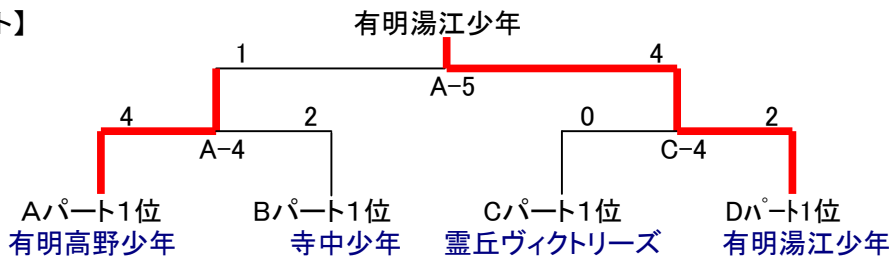 ト】
有明湯江少年
1
4
A-5
4
2
0
2
A-4
C-4
Aパート1位
Bパート1位
Cパート1位
Dﾊﾟｰﾄ1位
有明高野少年
寺中少年
霊丘ヴィクトリーズ
有明湯江少年